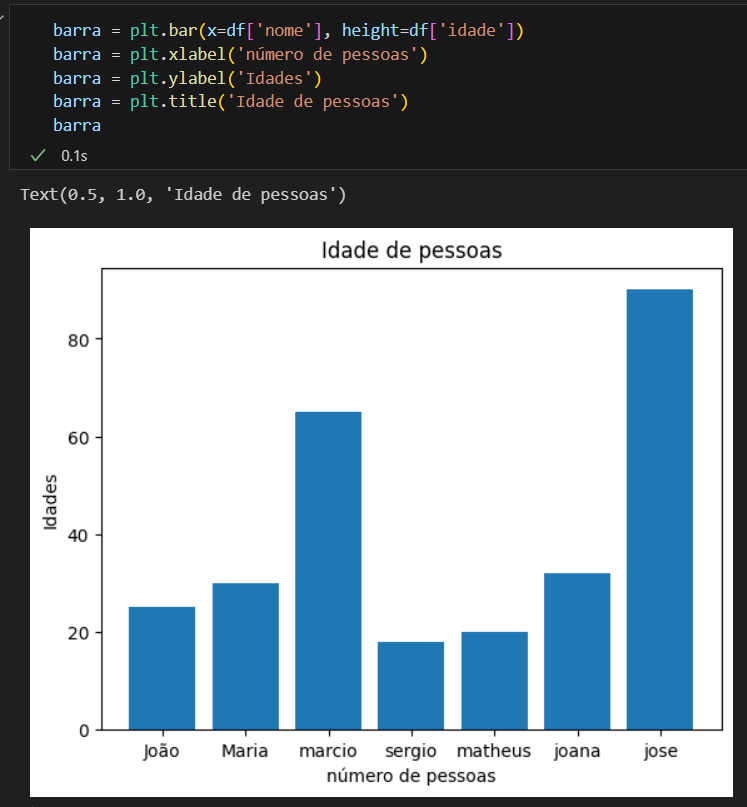 barra = plt.bar(x=df['nome'], height=df['idade'])
barra = plt.xlabel('número de pessoas')
barra = plt.ylabel('Idades')
barra = plt.title('Idade de pessoas')
barra
0.1s
Text(0.5, 1.0, 'Idade de pessoas')
Idade de pessoas
80
60
40
20
0
Idades
João Maria marcio sergio matheus joana jose
número de pessoas